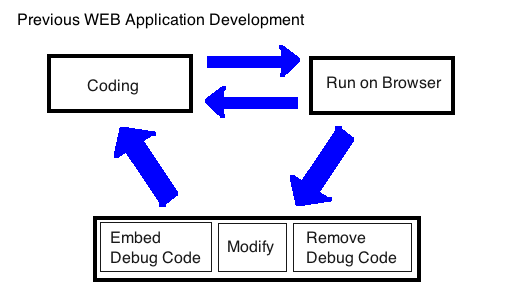 Previous WEB Application Development
Coding
Run on Browser
Embed
Debug Code
Modify
Remove
Debug Code